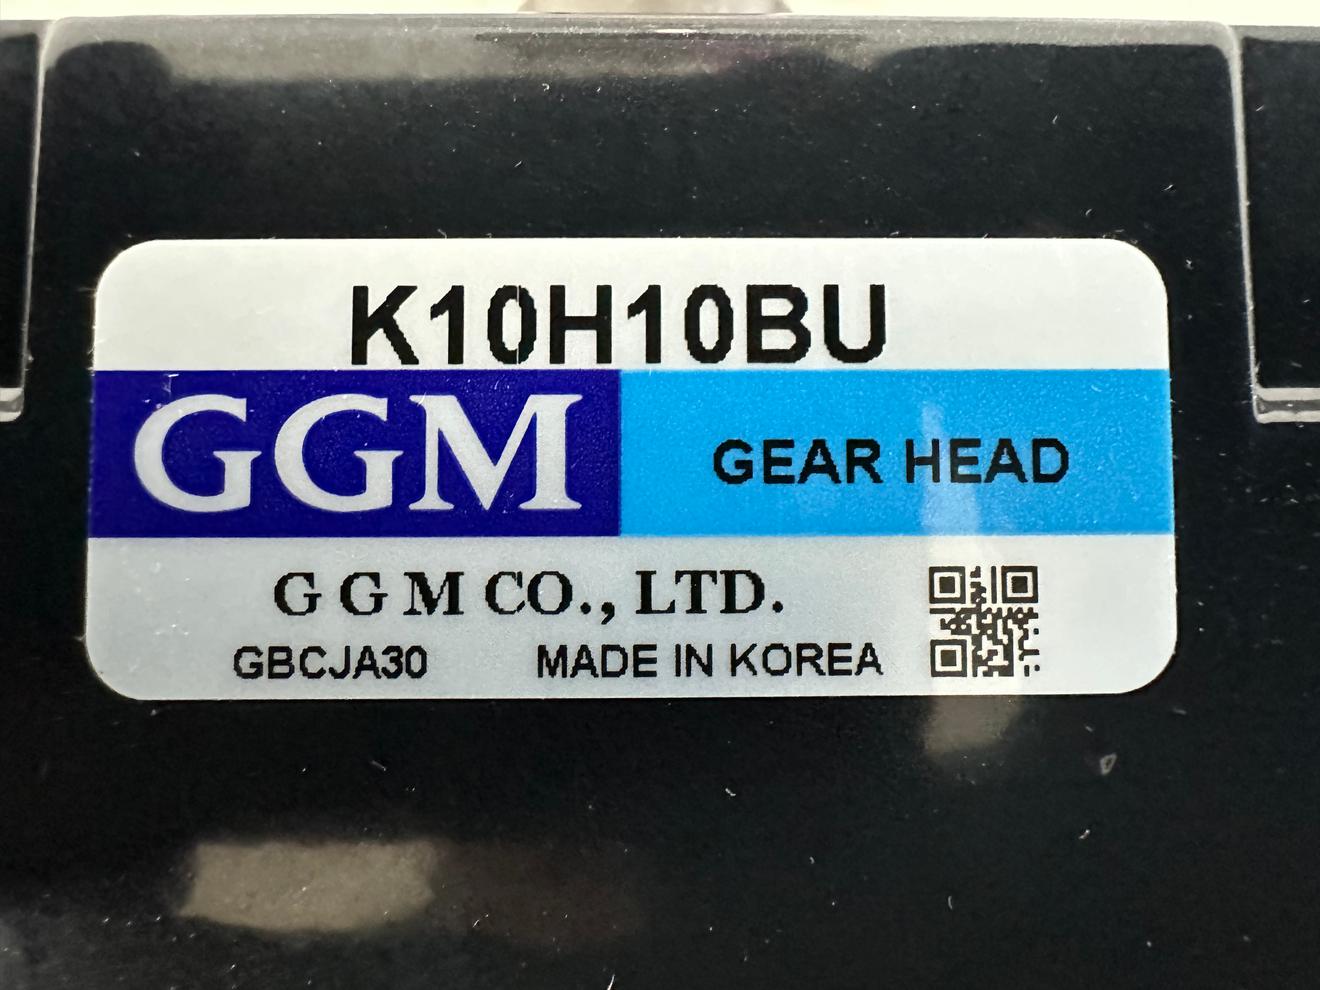 K10H10BU
GGM
GEAR HEAD
G G M CO., LTD.
GBCJA30 MADE IN KOREA